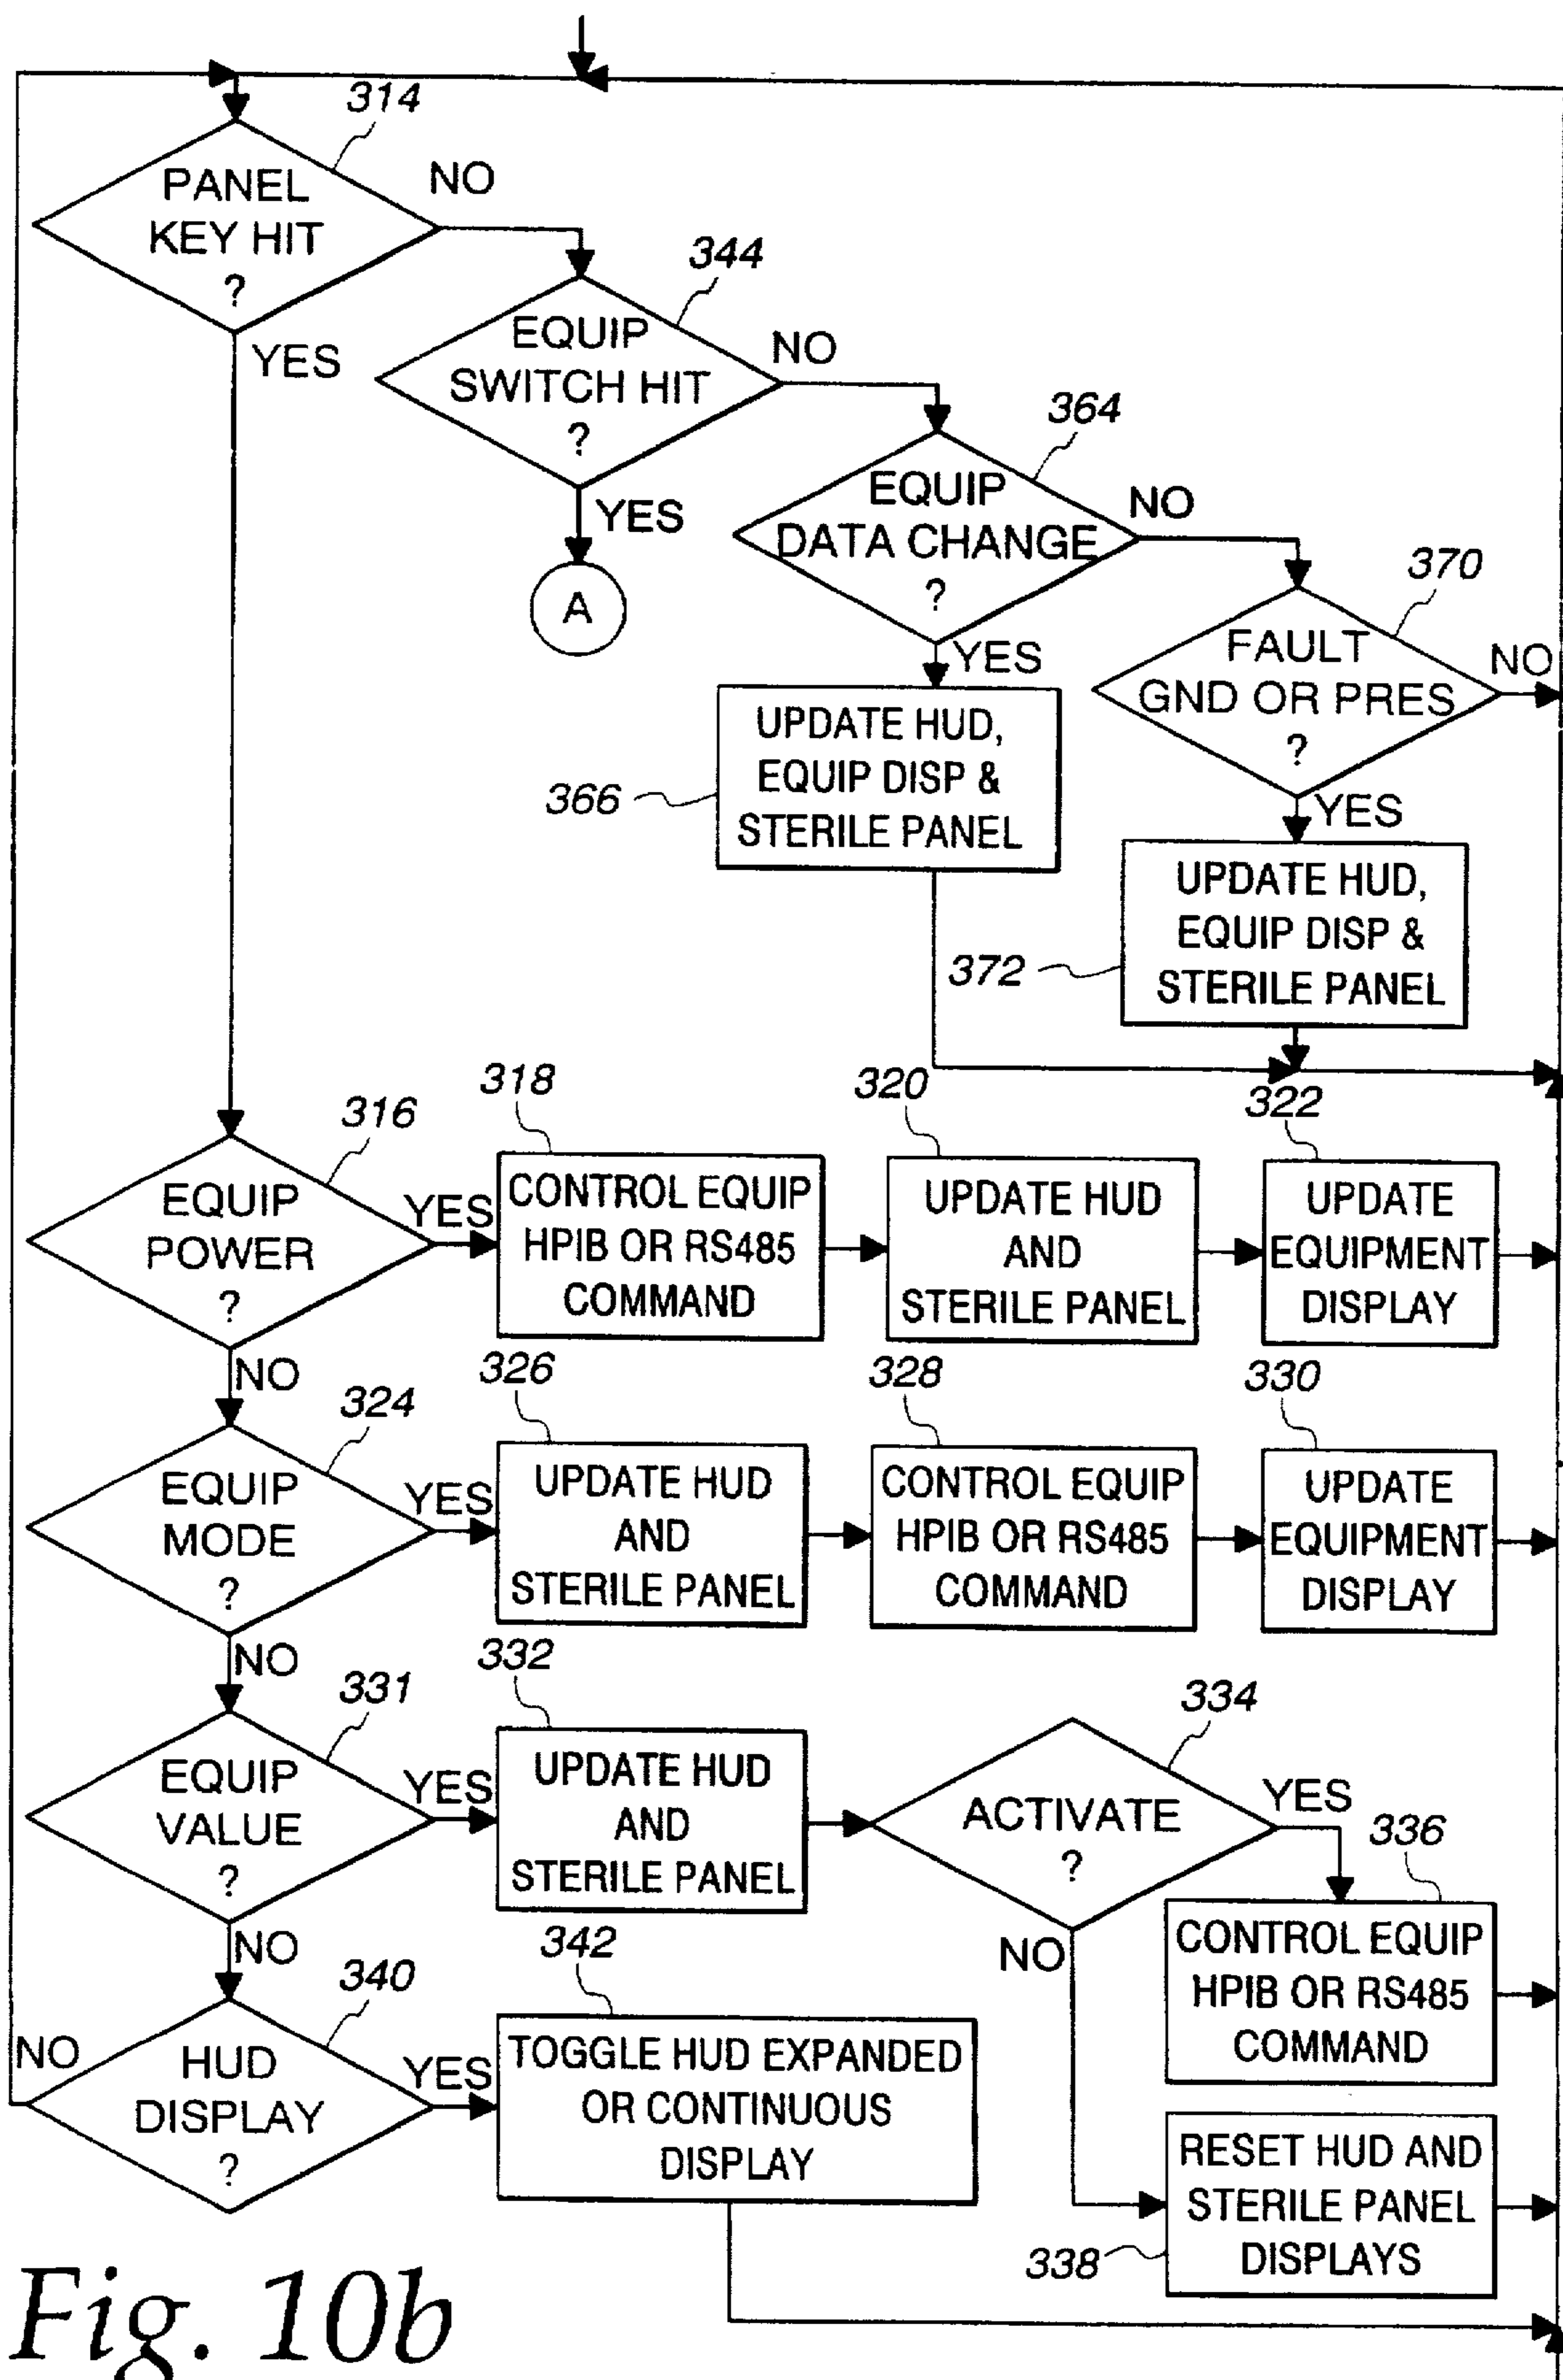 314
PANEL
KEY HIT
?
NO
YES
344
EQUIP
SWITCH HIT
?
NO
YES
A
364
EQUIP
DATA CHANGE
?
NO
YES
370
FAULT
GND OR PRES
?
NO
YES
366
UPDATE HUD,
EQUIP DISP &
STERILE PANEL
372
UPDATE HUD,
EQUIP DISP &
STERILE PANEL
316
EQUIP
POWER
?
YES
NO
318
CONTROL EQUIP
HPIB OR RS485
COMMAND
320
UPDATE HUD
AND
STERILE PANEL
322
UPDATE
EQUIPMENT
DISPLAY
324
EQUIP
MODE
?
YES
NO
326
UPDATE HUD
AND
STERILE PANEL
328
CONTROL EQUIP
HPIB OR RS485
COMMAND
330
UPDATE
EQUIPMENT
DISPLAY
331
EQUIP
VALUE
?
YES
NO
332
UPDATE HUD
AND
STERILE PANEL
334
ACTIVATE
?
YES
NO
336
CONTROL EQUIP
HPIB OR RS485
COMMAND
338
RESET HUD AND
STERILE PANEL
DISPLAYS
340
HUD
DISPLAY
?
NO
YES
342
TOGGLE HUD EXPANDED
OR CONTINUOUS
DISPLAY
Fig. 10b